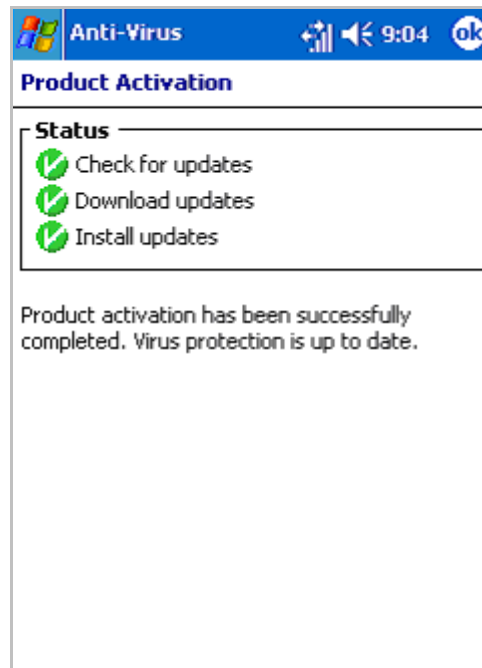 Anti-Virus 9:04 ok
Product Activation
Status
Check for updates
Download updates
Install updates
Product activation has been successfully
completed. Virus protection is up to date.